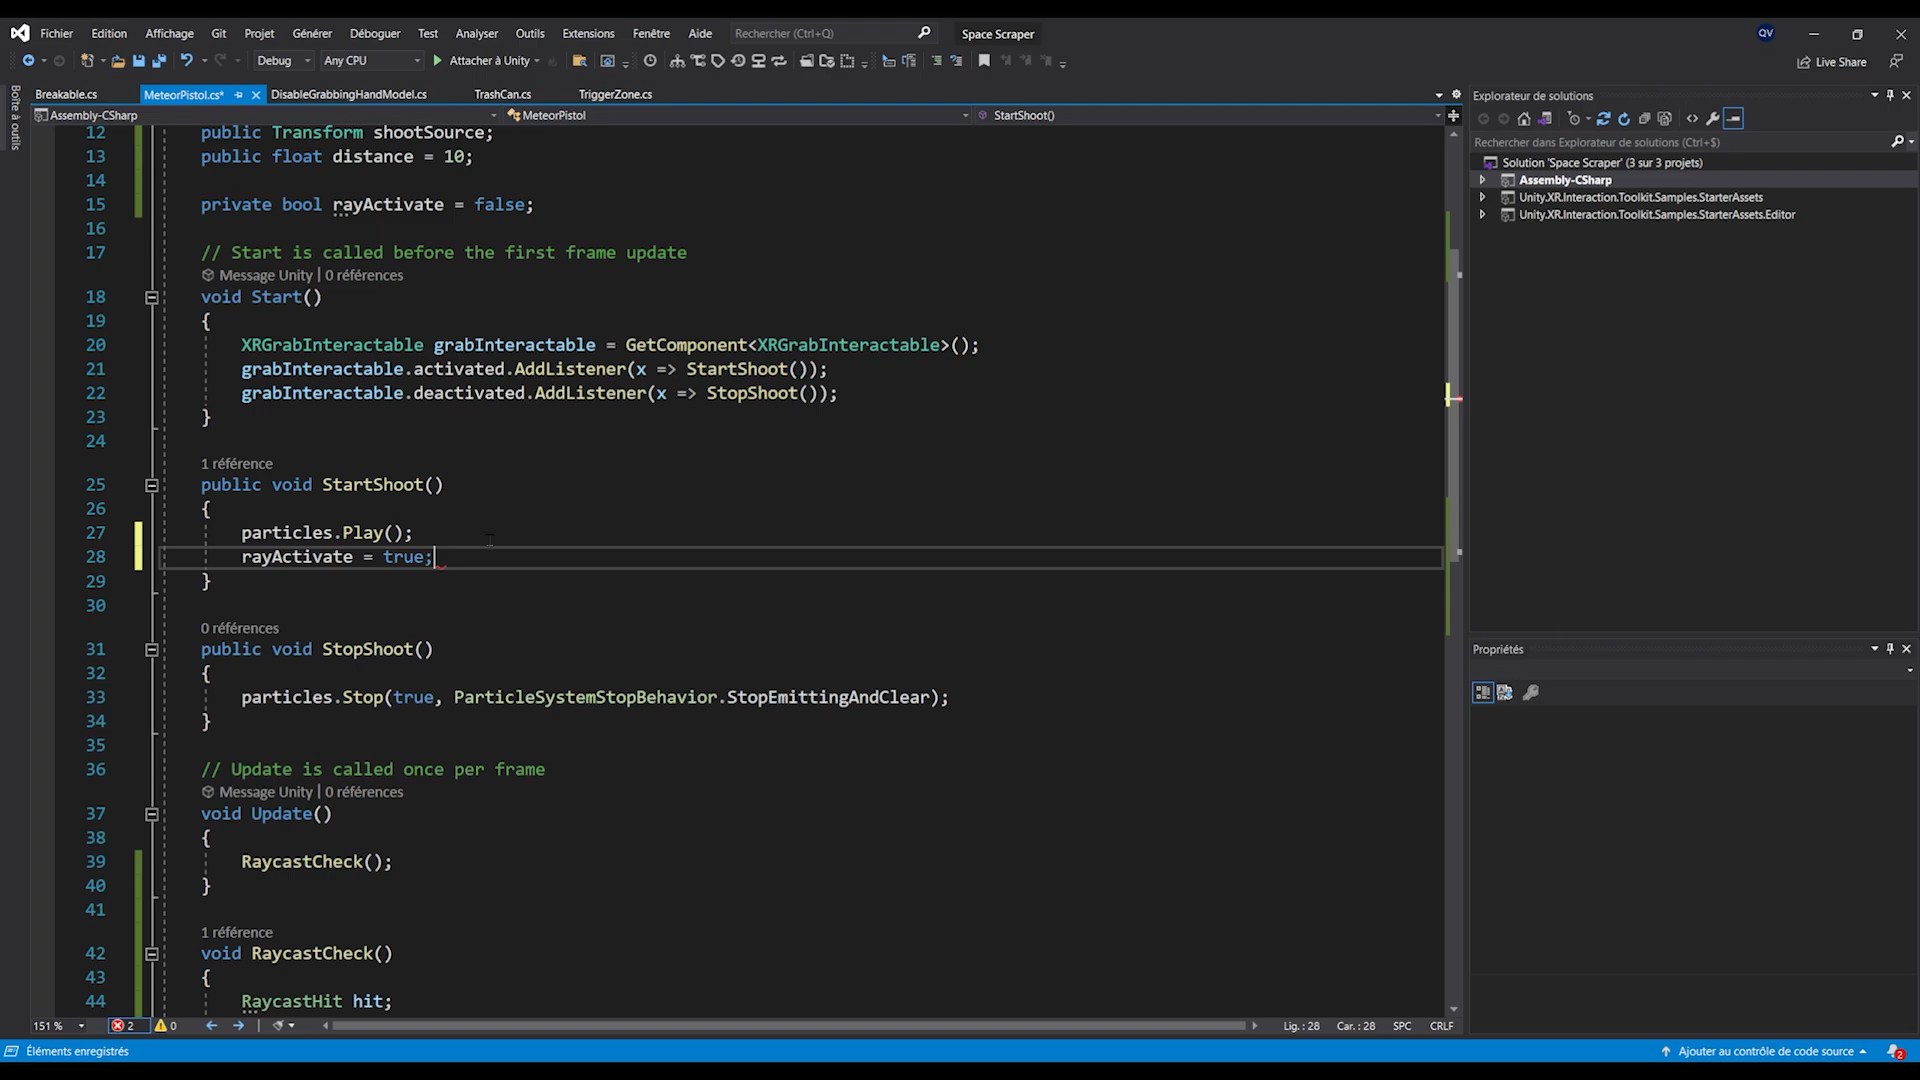 Fichier Edition Affichage Git Projet Générer Déboguer Test Analyser Outils Extensions Fenêtre Aide Rechercher (Ctrl+Q) Space Scraper QV
Debug Any CPU Attacher à Unity Live Share
Boîte à outils
Breakable.cs MeteorPistol.cs* DisableGrabbingHandModel.cs TrashCan.cs TriggerZone.cs
Assembly-CSharp MeteorPistol StartShoot()
12 public Transform shootSource;
13 public float distance = 10;
14
15 private bool rayActivate = false;
16
17 // Start is called before the first frame update
Message Unity | 0 références
18 void Start()
19 {
20 XRGrabInteractable grabInteractable = GetComponent<XRGrabInteractable>();
21 grabInteractable.activated.AddListener(x => StartShoot());
22 grabInteractable.deactivated.AddListener(x => StopShoot());
23 }
24
1 référence
25 public void StartShoot()
26 {
27 particles.Play();
28 rayActivate = true;
29 }
30
0 références
31 public void StopShoot()
32 {
33 particles.Stop(true, ParticleSystemStopBehavior.StopEmittingAndClear);
34 }
35
36 // Update is called once per frame
Message Unity | 0 références
37 void Update()
38 {
39 RaycastCheck();
40 }
41
1 référence
42 void RaycastCheck()
43 {
44 RaycastHit hit;
151 % 2 0 Lig. : 28 Car. : 28 SPC CRLF
Explorateur de solutions
Rechercher dans Explorateur de solutions (Ctrl+$)
Solution 'Space Scraper' (3 sur 3 projets)
Assembly-CSharp
Unity.XR.Interaction.Toolkit.Samples.StarterAssets
Unity.XR.Interaction.Toolkit.Samples.StarterAssets.Editor
Propriétés
Éléments enregistrés Ajouter au contrôle de code source 2